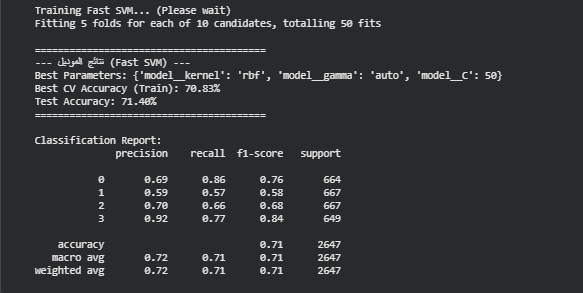 Training Fast SVM... (Please wait)
Fitting 5 folds for each of 10 candidates, totalling 50 fits

========================================
--- نتائج الموديل (Fast SVM) ---
Best Parameters: {'model__kernel': 'rbf', 'model__gamma': 'auto', 'model__C': 50}
Best CV Accuracy (Train): 70.83%
Test Accuracy: 71.40%
========================================

Classification Report:
              precision    recall  f1-score   support

           0       0.69      0.86      0.76       664
           1       0.59      0.57      0.58       667
           2       0.70      0.66      0.68       667
           3       0.92      0.77      0.84       649

    accuracy                           0.71      2647
   macro avg       0.72      0.71      0.71      2647
weighted avg       0.72      0.71      0.71      2647